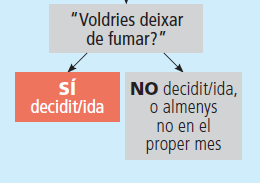 “Voldries deixar
de fumar?”
SÍ
decidit/ida
NO decidit/ida,
o almenys
no en el
proper mes